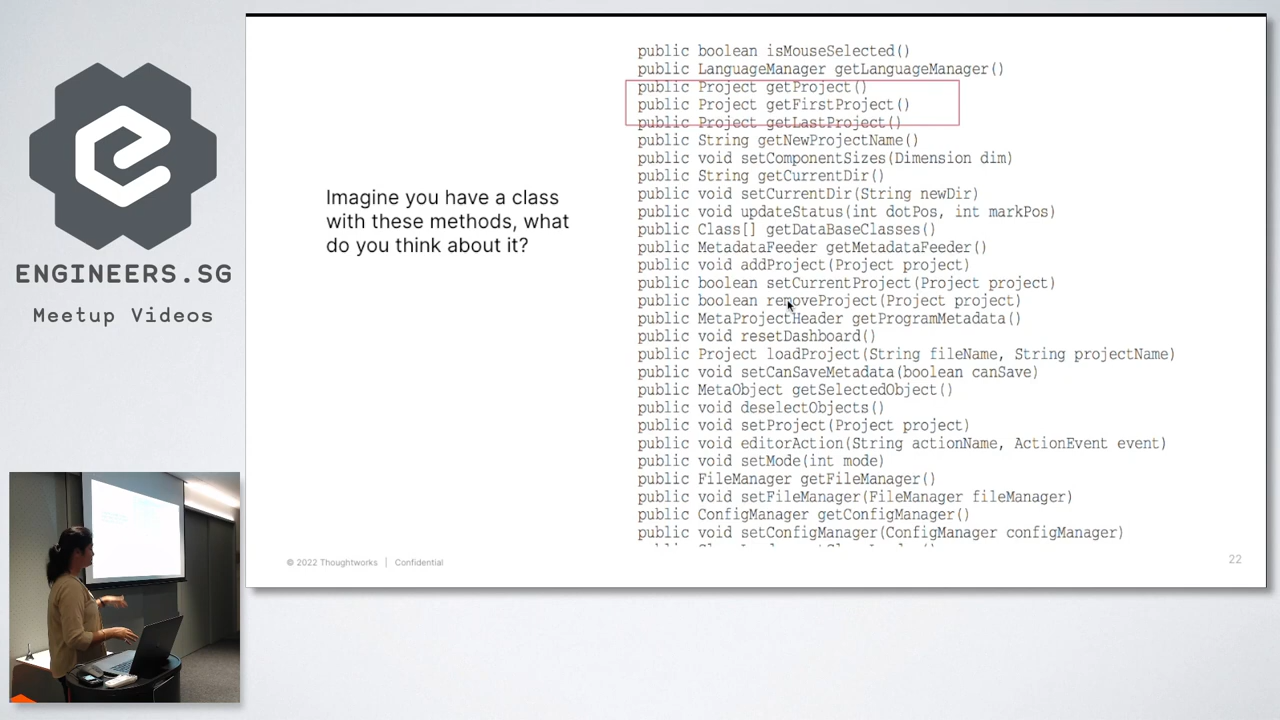 ENGINEERS.SG
Meetup Videos
Imagine you have a class
with these methods, what
do you think about it?
public boolean isMouseSelected()
public LanguageManager getLanguageManager()
public Project getProject()
public Project getFirstProject()
public Project getLastProject()
public String getNewProjectName()
public void setComponentSizes(Dimension dim)
public String getCurrentDir()
public void setCurrentDir(String newDir)
public void updateStatus(int dotPos, int markPos)
public Class[] getDataBaseClasses()
public MetadataFeeder getMetadataFeeder()
public void addProject(Project project)
public boolean setCurrentProject(Project project)
public boolean removeProject(Project project)
public MetaProjectHeader getProgramMetadata()
public void resetDashboard()
public Project loadProject(String fileName, String projectName)
public void setCanSaveMetadata(boolean canSave)
public MetaObject getSelectedObject()
public void deselectObjects()
public void setProject(Project project)
public void editorAction(String actionName, ActionEvent event)
public void setMode(int mode)
public FileManager getFileManager()
public void setFileManager(FileManager fileManager)
public ConfigManager getConfigManager()
public void setConfigManager(ConfigManager configManager)
© 2022 Thoughtworks | Confidential
22